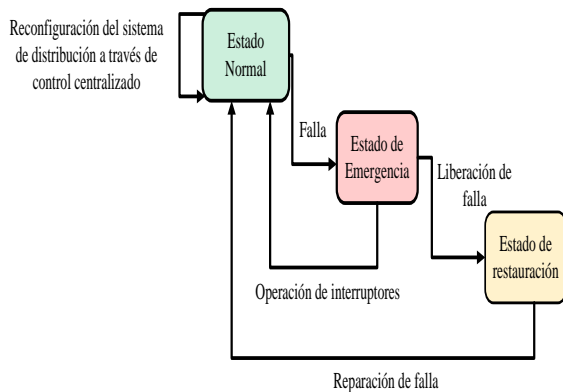 Reconfiguración del sistema
de distribución a través de
control centralizado
Estado
Normal
Falla
Estado de
Emergencia
Liberación de
falla
Estado de
restauración
Operación de interruptores
Reparación de falla